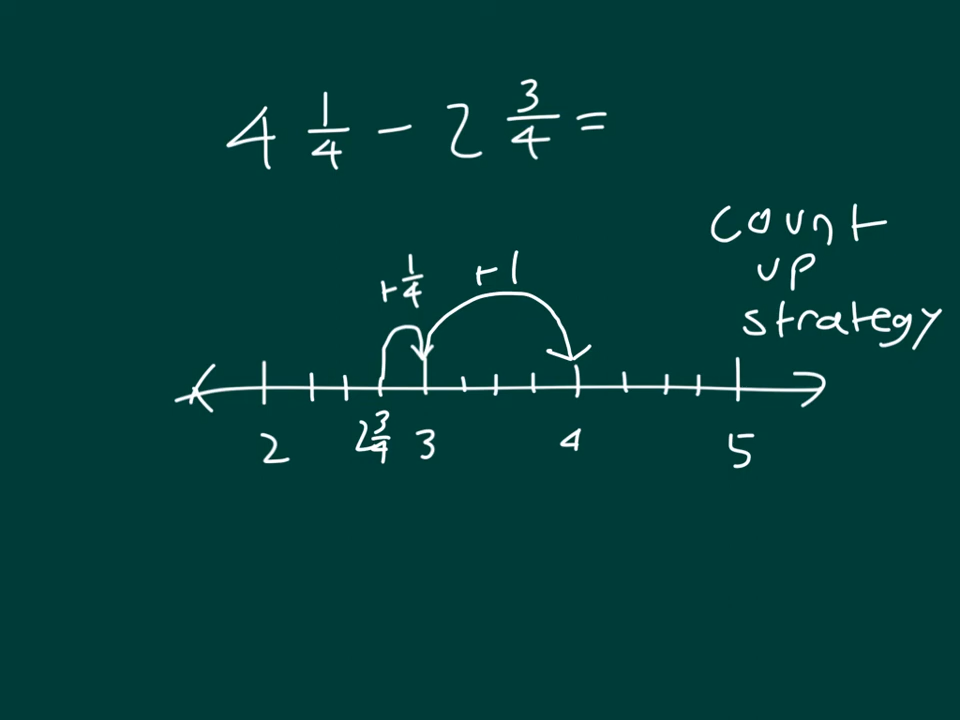 4 1/4 - 2 3/4 =
count
up
strategy
+1/4 +1
2 2 3/4 3 4 5